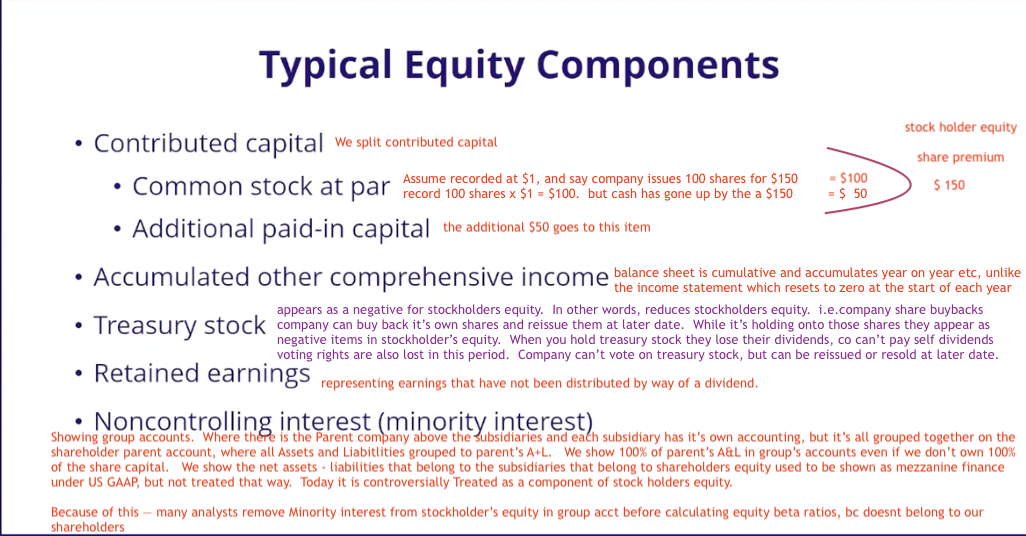 Typical Equity Components
stock holder equity
• Contributed capital We split contributed capital
share premium
• Common stock at par Assume recorded at $1, and say company issues 100 shares for $150 = $100 $ 150
record 100 shares x $1 = $100. but cash has gone up by the a $150 = $ 50
• Additional paid-in capital the additional $50 goes to this item
• Accumulated other comprehensive income balance sheet is cumulative and accumulates year on year etc, unlike
the income statement which resets to zero at the start of each year
appears as a negative for stockholders equity. In other words, reduces stockholders equity. i.e.company share buybacks
• Treasury stock company can buy back it's own shares and reissue them at later date. While it's holding onto those shares they appear as
negative items in stockholder's equity. When you hold treasury stock they lose their dividends, co can't pay self dividends
voting rights are also lost in this period. Company can't vote on treasury stock, but can be reissued or resold at later date.
• Retained earnings representing earnings that have not been distributed by way of a dividend.
• Noncontrolling interest (minority interest)
Showing group accounts. Where there is the Parent company above the subsidiaries and each subsidiary has it's own accounting, but it's all grouped together on the
shareholder parent account, where all Assets and Liabitlities grouped to parent's A+L. We show 100% of parent's A&L in group's accounts even if we don't own 100%
of the share capital. We show the net assets - liabilities that belong to the subsidiaries that belong to shareholders equity used to be shown as mezzanine finance
under US GAAP, but not treated that way. Today it is controversially Treated as a component of stock holders equity.
Because of this — many analysts remove Minority interest from stockholder's equity in group acct before calculating equity beta ratios, bc doesnt belong to our
shareholders